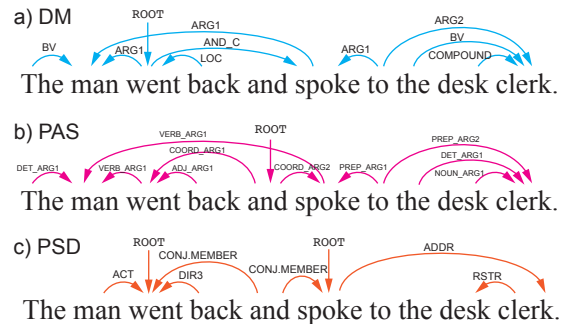 a) DM
ROOT
ARG1
ARG2
BV
ARG1
AND_C
LOC
ARG1
BV
COMPOUND
The man went back and spoke to the desk clerk.
b) PAS
VERB_ARG1
ROOT
PREP_ARG2
DET_ARG1
VERB_ARG1
COORD_ARG1
ADJ_ARG1
COORD_ARG2
PREP_ARG1
DET_ARG1
NOUN_ARG1
The man went back and spoke to the desk clerk.
c) PSD
ROOT
ROOT
CONJ.MEMBER
ADDR
ACT
DIR3
CONJ.MEMBER
RSTR
The man went back and spoke to the desk clerk.